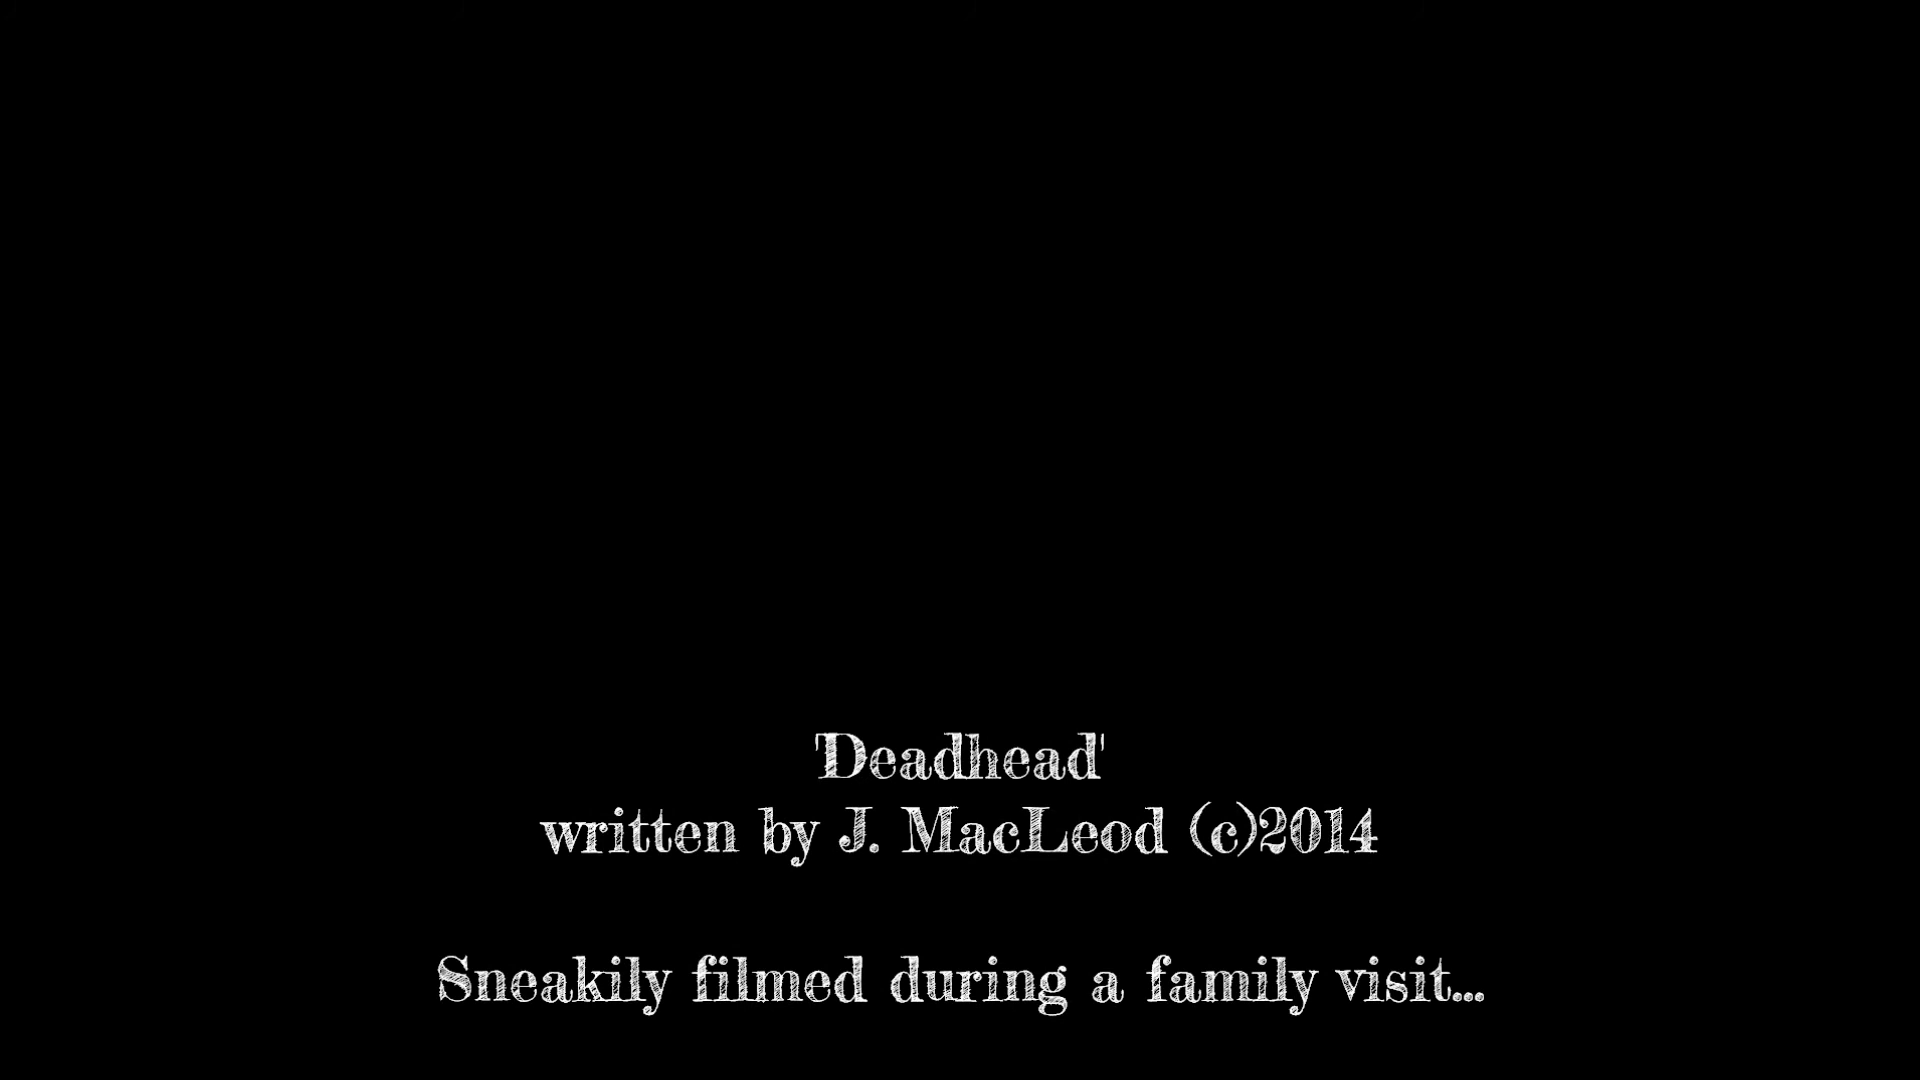 'Deadhead'
written by J. MacLeod (c)2014
Sneakily filmed during a family visit...